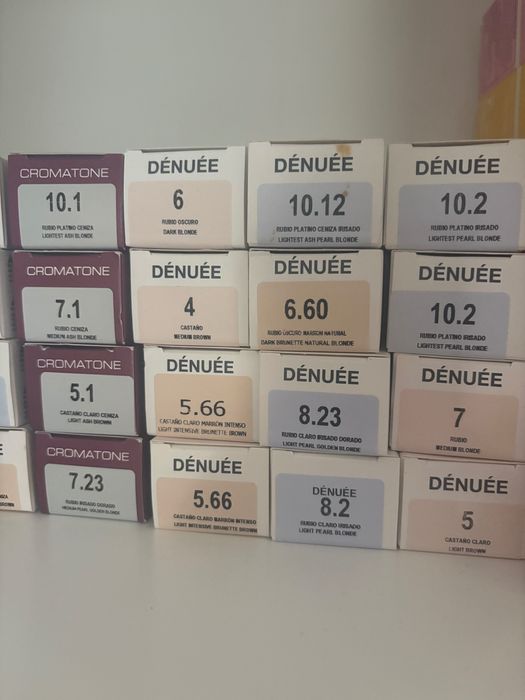 CROMATONE
10.1
RUBIO PLATINO CENIZA
LIGHTEST ASH BLONDE
DÉNUÉE
6
RUBIO OSCURO
DARK BLONDE
DÉNUÉE
10.12
RUBIO PLATINO CENIZA IRISADO
LIGHTEST ASH PEARL BLONDE
DÉNUÉE
10.2
RUBIO PLATINO IRISADO
LIGHTEST PEARL BLONDE
CROMATONE
7.1
RUBIO CENIZA
MEDIUM ASH BLONDE
DÉNUÉE
4
CASTAÑO
MEDIUM BROWN
DÉNUÉE
6.60
RUBIO OSCURO MARRON NATURAL
DARK BRUNETTE NATURAL BLONDE
DÉNUÉE
10.2
RUBIO PLATINO IRISADO
LIGHTEST PEARL BLONDE
CROMATONE
5.1
CASTAÑO CLARO CENIZA
LIGHT ASH BROWN
DÉNUÉE
5.66
CASTAÑO CLARO MARRÓN INTENSO
LIGHT INTENSIVE BRUNETTE BROWN
DÉNUÉE
8.23
RUBIO CLARO IRISADO DORADO
LIGHT PEARL GOLDEN BLONDE
DÉNUÉE
7
RUBIO
MEDIUM BLONDE
CROMATONE
7.23
RUBIO IRISADO DORADO
MEDIUM PEARL GOLDEN BLONDE
DÉNUÉE
5.66
CASTAÑO CLARO MARRÓN INTENSO
LIGHT INTENSIVE BRUNETTE BROWN
DÉNUÉE
8.2
RUBIO CLARO IRISADO
LIGHT PEARL BLONDE
DÉNUÉE
5
CASTAÑO CLARO
LIGHT BROWN